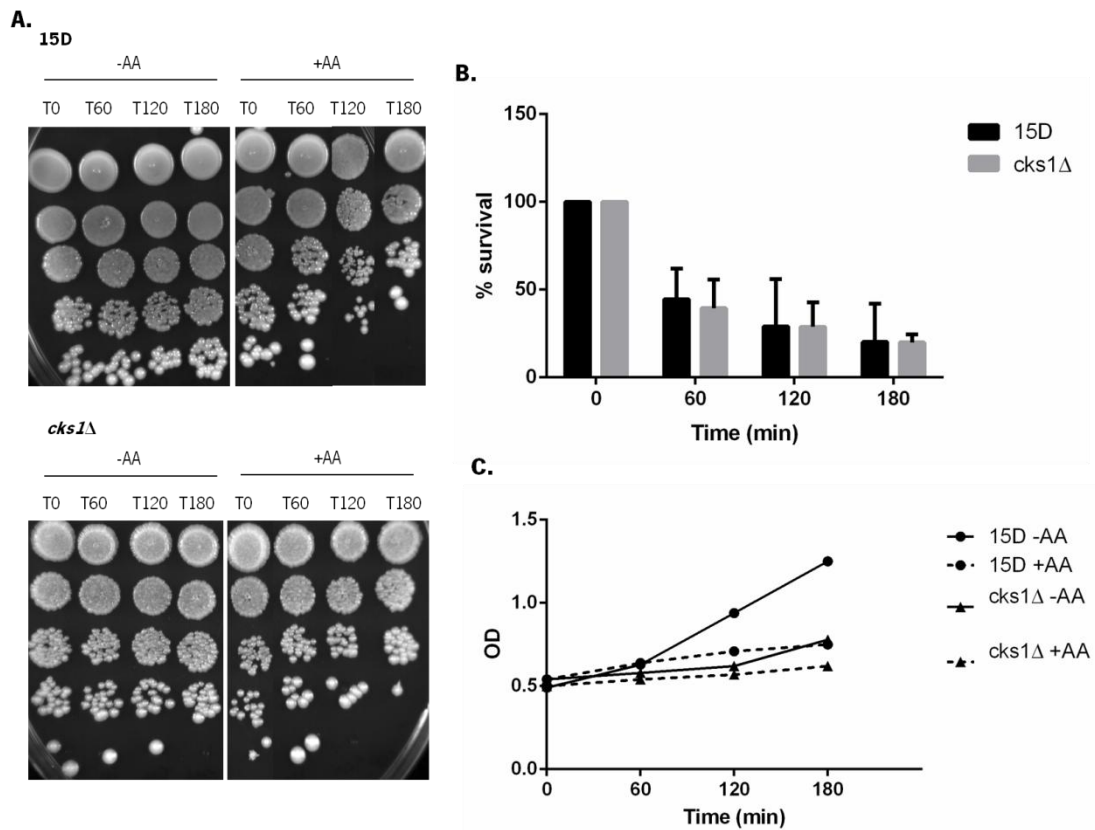 A.
15D
-AA +AA
T0 T60 T120 T180 T0 T60 T120 T180
cks1Δ
-AA +AA
T0 T60 T120 T180 T0 T60 T120 T180
B.
150
100
50
0
% survival
0 60 120 180
Time (min)
15D
cks1Δ
C.
1.5
1.0
0.5
0.0
OD
0 60 120 180
Time (min)
15D -AA
15D +AA
cks1Δ -AA
cks1Δ +AA